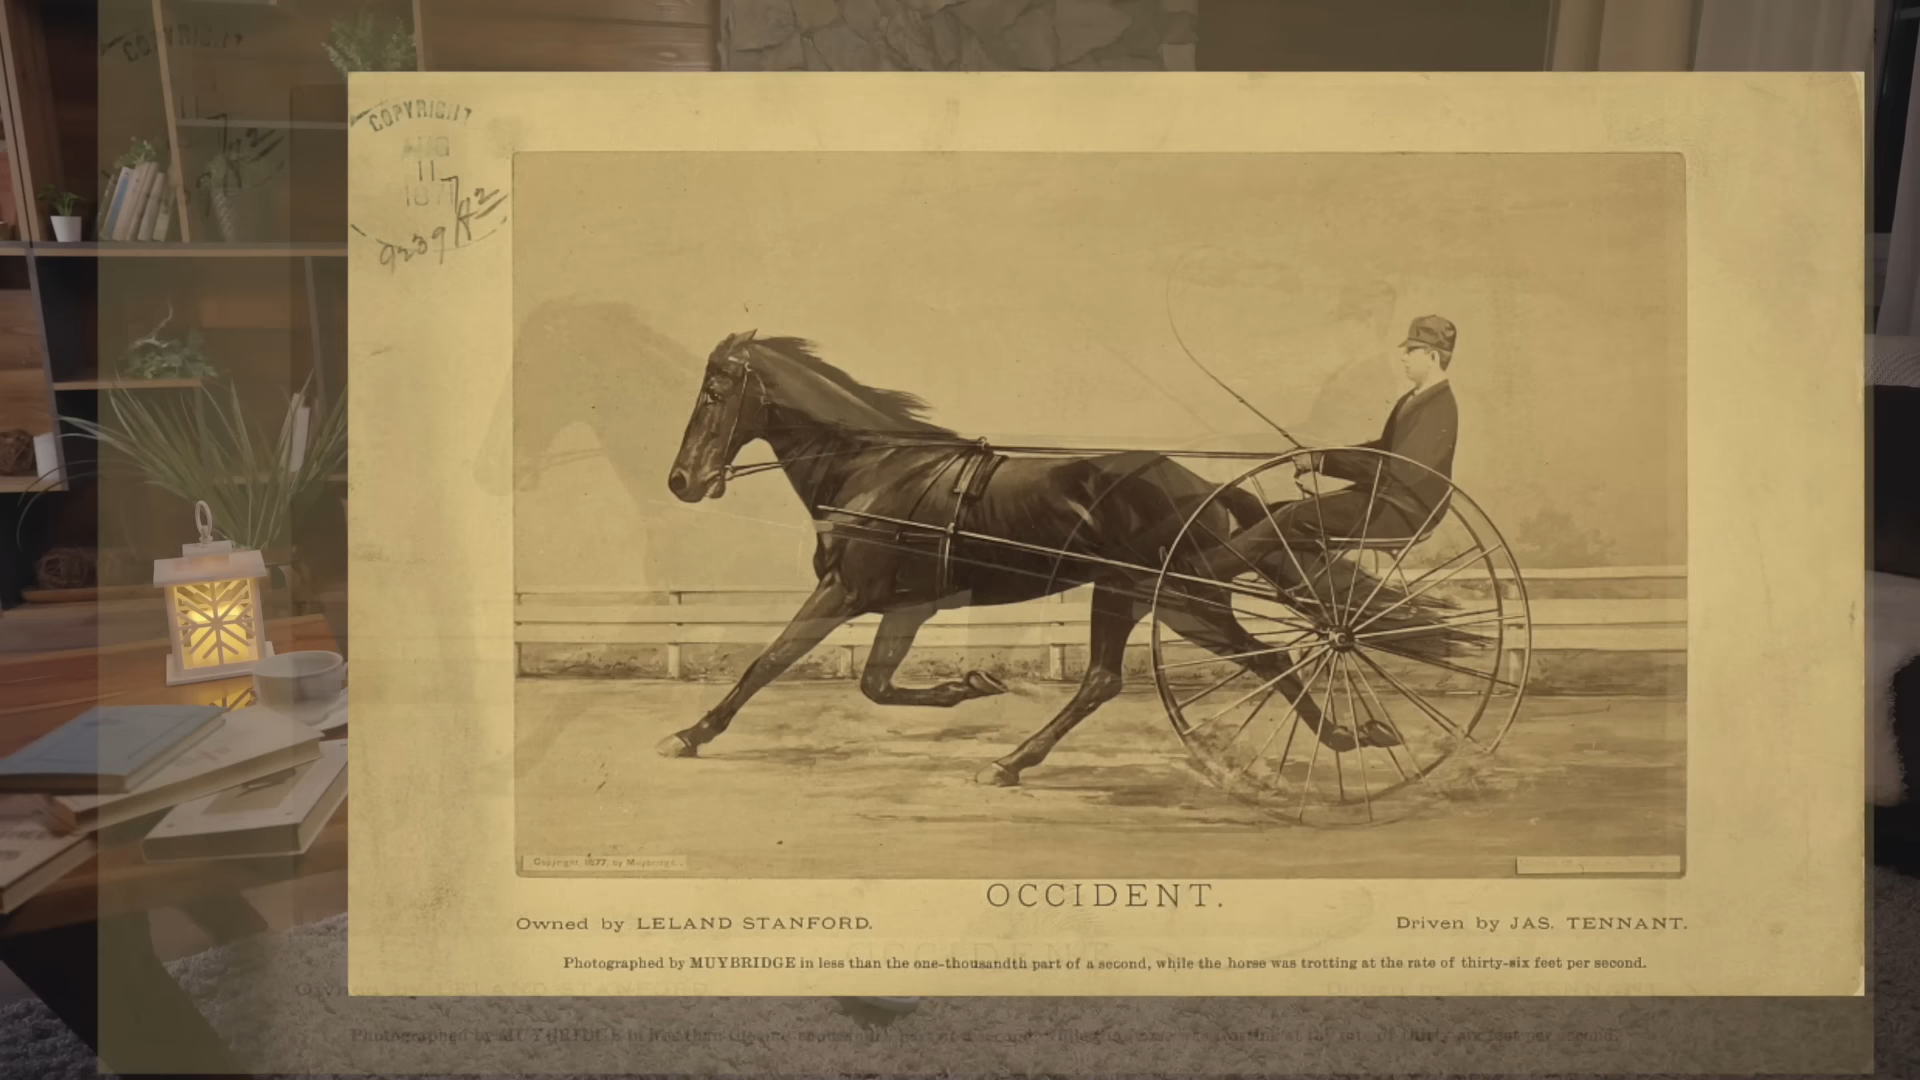 COPYRIGHT
AUG
11
187
9239 H2
Copyright, 1877, by Muybridge.
OCCIDENT.
Owned by LELAND STANFORD.
Driven by JAS. TENNANT.
Photographed by MUYBRIDGE in less than the one-thousandth part of a second, while the horse was trotting at the rate of thirty-six feet per second.